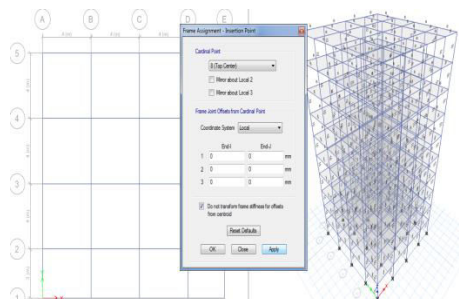 A B C D E
8 (m) 8 (m) 8 (m)
5
4
3
2
1
Frame Assignment - Insertion Point
Cardinal Point
8 (Top Center)
Mirror about Local 2
Mirror about Local 3
Frame Joint Offsets from Cardinal Point
Coordinate System Local
End-I End-J
1 0 0 mm
2 0 0 mm
3 0 0 mm
Do not transform frame stiffness for offsets
from centroid
Reset Defaults
OK Close Apply